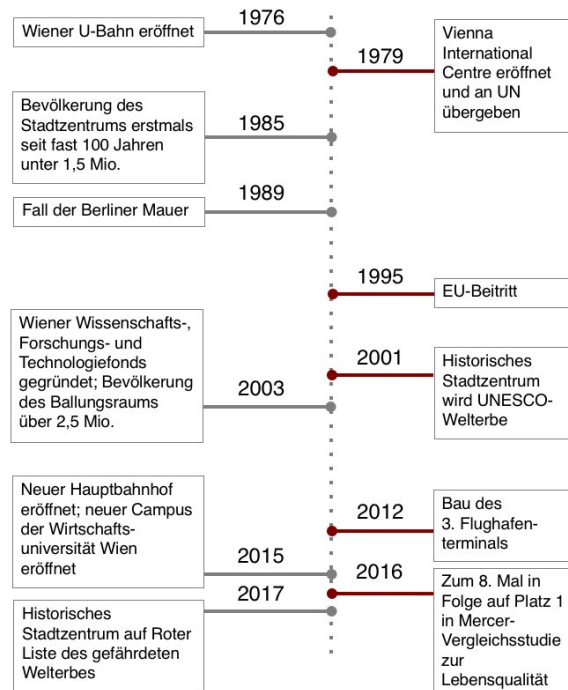 1976
Wiener U-Bahn eröffnet
1979
Vienna
International
Centre eröffnet
und an UN
übergeben
1985
Bevölkerung des
Stadtzentrums erstmals
seit fast 100 Jahren
unter 1,5 Mio.
1989
Fall der Berliner Mauer
1995
EU-Beitritt
2001
Historisches
Stadtzentrum
wird UNESCO-
Welterbe
2003
Wiener Wissenschafts-,
Forschungs- und
Technologiefonds
gegründet; Bevölkerung
des Ballungsraums
über 2,5 Mio.
2012
Bau des
3. Flughafen-
terminals
2015
Neuer Hauptbahnhof
eröffnet; neuer Campus
der Wirtschafts-
universität Wien
eröffnet
2016
Zum 8. Mal in
Folge auf Platz 1
in Mercer-
Vergleichsstudie
zur
Lebensqualität
2017
Historisches
Stadtzentrum auf Roter
Liste des gefährdeten
Welterbes